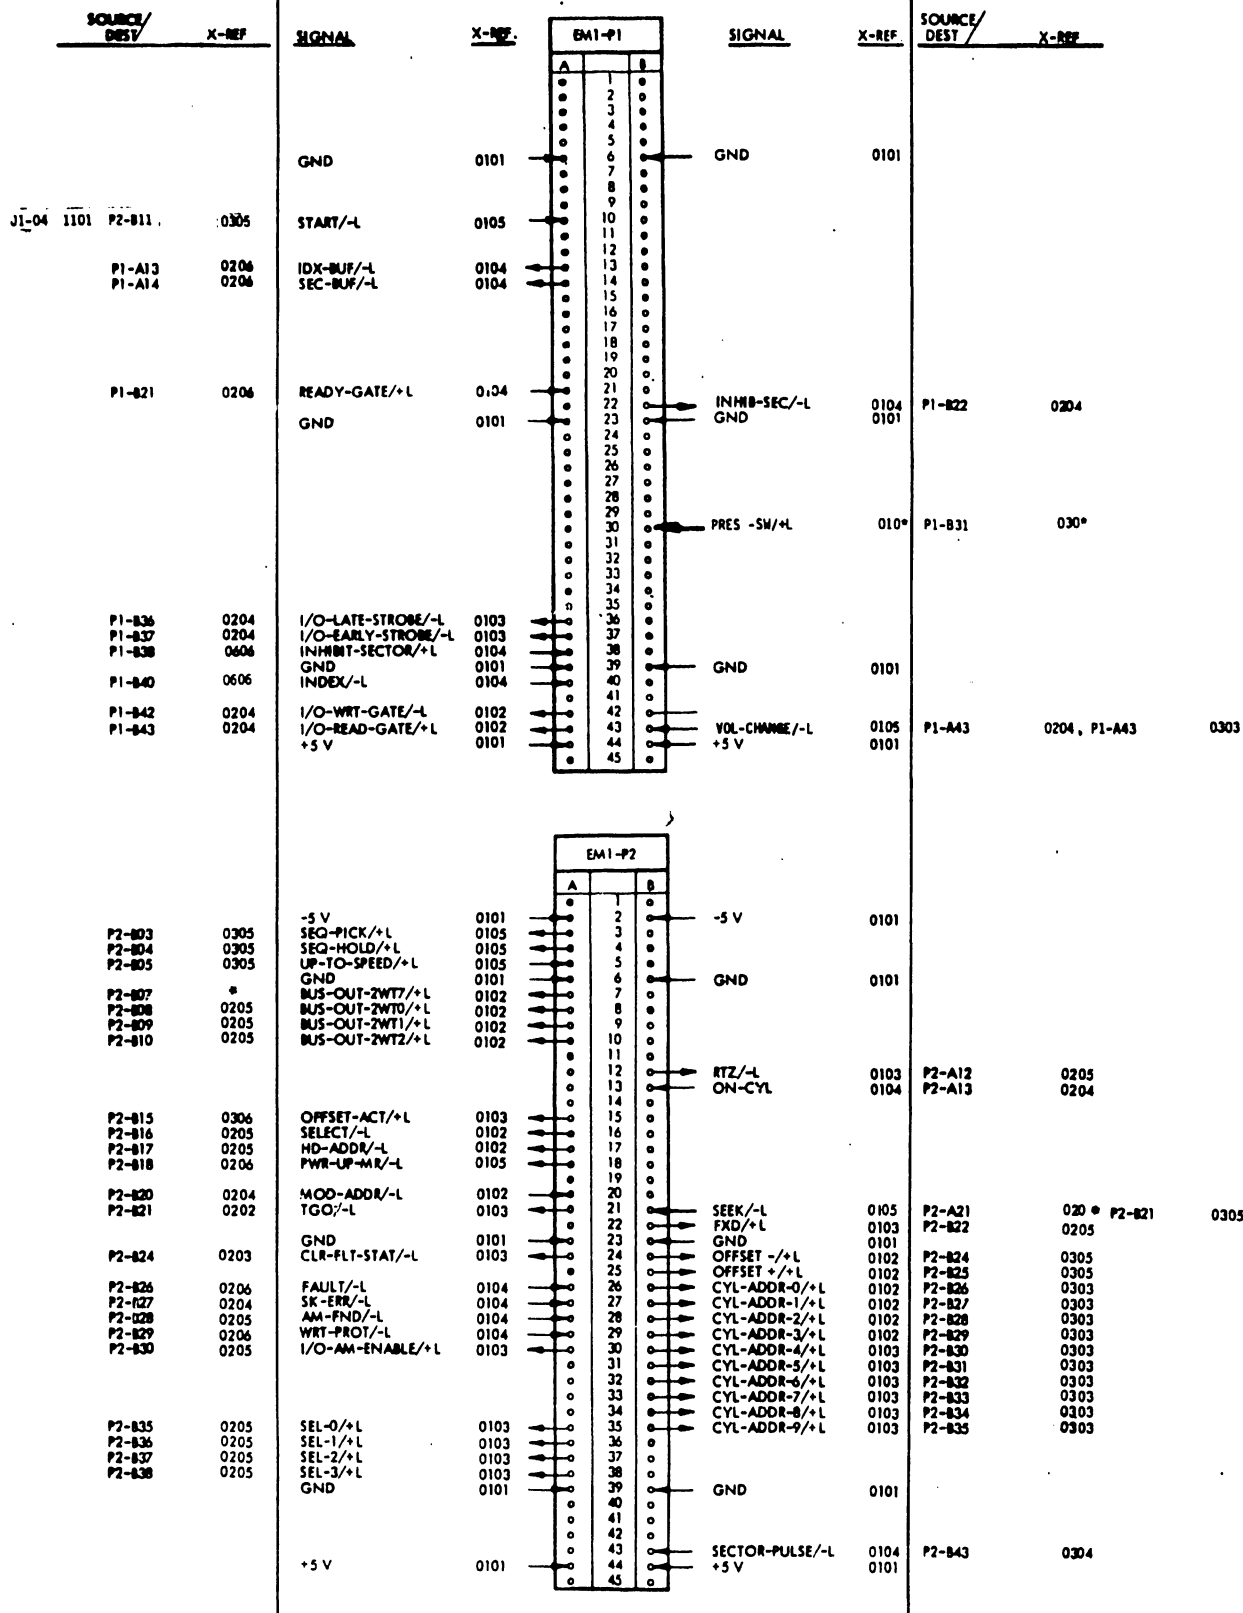 SOURCE/ DEST X-REF SIGNAL X-REF. EM1-P1 SIGNAL X-REF SOURCE/ DEST X-REF
A B
1
2
3
4
5
GND 0101 6 GND 0101
7
8
9
J1-04 1101 P2-B11 0305 START/-L 0105 10
11
12
P1-A13 0206 IDX-BUF/-L 0104 13
P1-A14 0206 SEC-BUF/-L 0104 14
15
16
17
18
19
20
P1-B21 0206 READY-GATE/+L 0104 21
22 INHIB-SEC/-L 0104 P1-B22 0204
GND 0101 23 GND 0101
24
25
26
27
28
29
30 PRES -SW/+L 010* P1-B31 030*
31
32
33
34
35
P1-B36 0204 I/O-LATE-STROBE/-L 0103 36
P1-B37 0204 I/O-EARLY-STROBE/-L 0103 37
P1-B38 0606 INHIBIT-SECTOR/+L 0104 38
GND 0101 39 GND 0101
P1-B40 0606 INDEX/-L 0104 40
41
P1-B42 0204 I/O-WRT-GATE/-L 0102 42
P1-B43 0204 I/O-READ-GATE/+L 0102 43 VOL-CHANGE/-L 0105 P1-A43 0204, P1-A43 0303
+5 V 0101 44 +5 V 0101
45
EM1-P2
A B
1
-5 V 0101 2 -5 V 0101
P2-B03 0305 SEQ-PICK/+L 0105 3
P2-B04 0305 SEQ-HOLD/+L 0105 4
P2-B05 0305 UP-TO-SPEED/+L 0105 5
GND 0101 6 GND 0101
P2-B07 * BUS-OUT-2WT7/+L 0102 7
P2-B08 0205 BUS-OUT-2WT0/+L 0102 8
P2-B09 0205 BUS-OUT-2WT1/+L 0102 9
P2-B10 0205 BUS-OUT-2WT2/+L 0102 10
11
12 RTZ/-L 0103 P2-A12 0205
13 ON-CYL 0104 P2-A13 0204
14
P2-B15 0306 OFFSET-ACT/+L 0103 15
P2-B16 0205 SELECT/-L 0102 16
P2-B17 0205 HD-ADDR/-L 0102 17
P2-B18 0206 PWR-UP-MR/-L 0105 18
19
P2-B20 0204 MOD-ADDR/-L 0102 20
P2-B21 0202 TGO/-L 0103 21 SEEK/-L 0105 P2-A21 020* P2-B21 0305
22 FXD/+L 0103 P2-B22 0205
GND 0101 23 GND 0101
P2-B24 0203 CLR-FLT-STAT/-L 0103 24 OFFSET -/+L 0102 P2-B24 0305
25 OFFSET +/+L 0102 P2-B25 0305
P2-B26 0206 FAULT/-L 0104 26 CYL-ADDR-0/+L 0102 P2-B26 0303
P2-B27 0204 SK-ERR/-L 0104 27 CYL-ADDR-1/+L 0102 P2-B27 0303
P2-B28 0205 AM-FND/-L 0104 28 CYL-ADDR-2/+L 0102 P2-B28 0303
P2-B29 0206 WRT-PROT/-L 0104 29 CYL-ADDR-3/+L 0102 P2-B29 0303
P2-B30 0205 I/O-AM-ENABLE/+L 0103 30 CYL-ADDR-4/+L 0103 P2-B30 0303
31 CYL-ADDR-5/+L 0103 P2-B31 0303
32 CYL-ADDR-6/+L 0103 P2-B32 0303
33 CYL-ADDR-7/+L 0103 P2-B33 0303
34 CYL-ADDR-8/+L 0103 P2-B34 0303
P2-B35 0205 SEL-0/+L 0103 35 CYL-ADDR-9/+L 0103 P2-B35 0303
P2-B36 0205 SEL-1/+L 0103 36
P2-B37 0205 SEL-2/+L 0103 37
P2-B38 0205 SEL-3/+L 0103 38
GND 0101 39 GND 0101
40
41
42
43 SECTOR-PULSE/-L 0104 P2-B43 0304
+5 V 0101 44 +5 V 0101
45